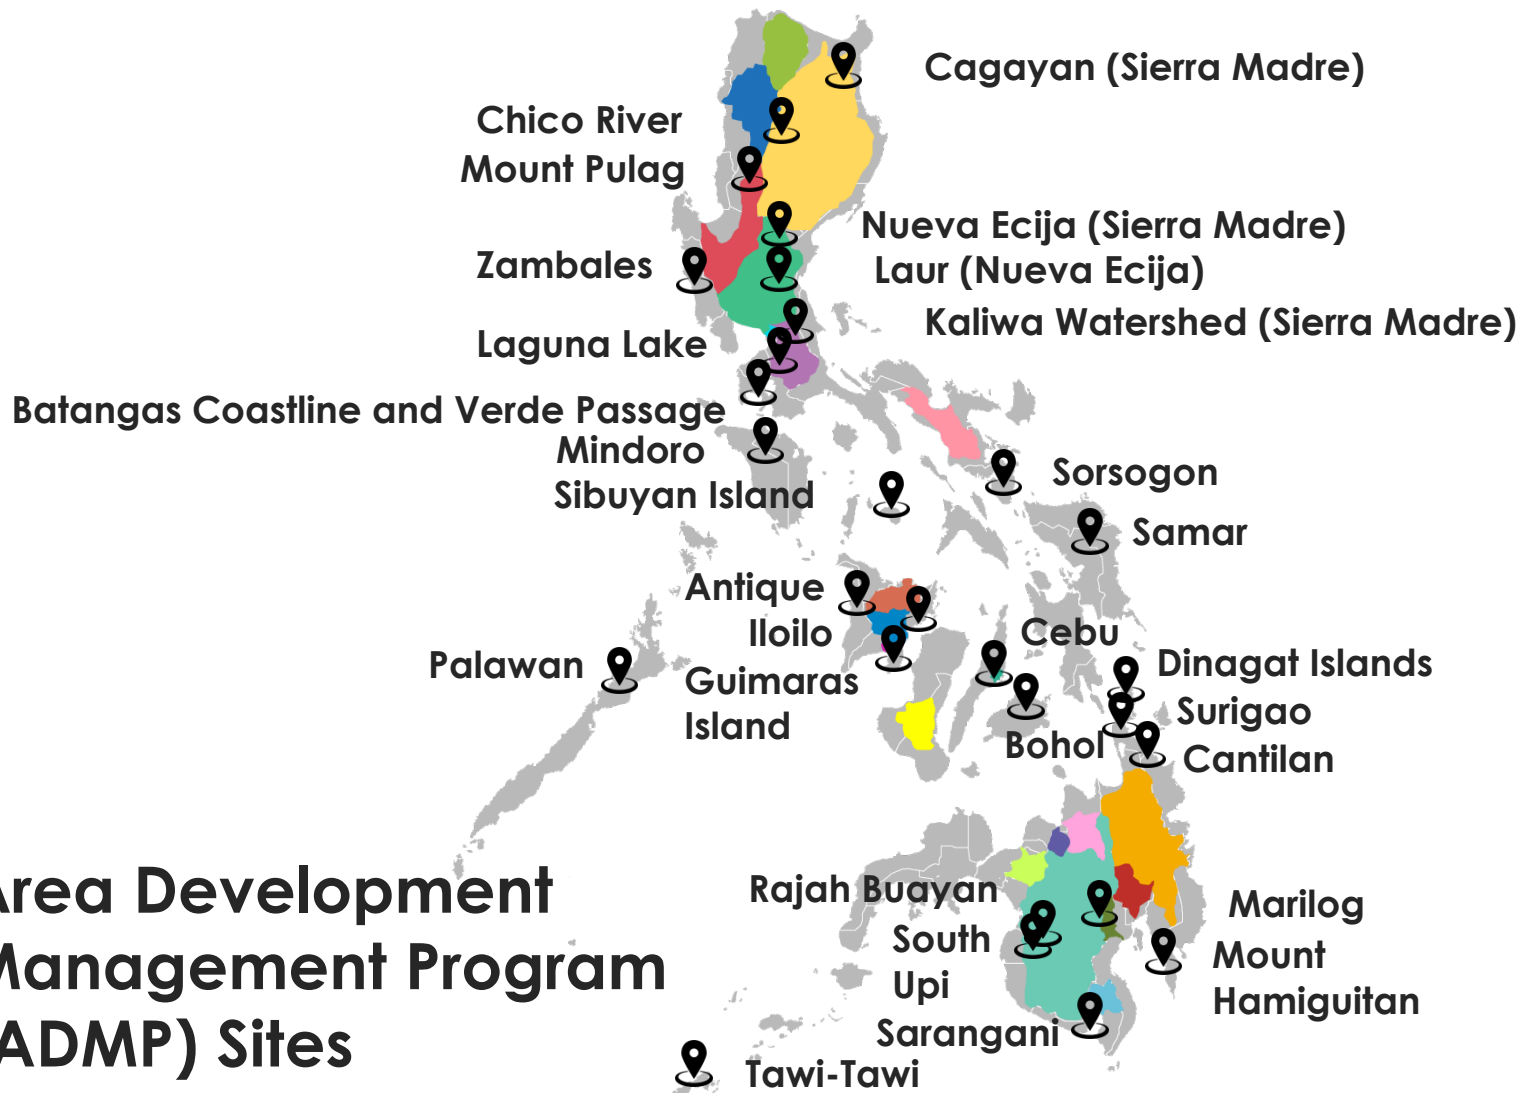 Cagayan (Sierra Madre)
Chico River
Mount Pulag
Nueva Ecija (Sierra Madre)
Zambales
Laur (Nueva Ecija)
Kaliwa Watershed (Sierra Madre)
Laguna Lake
Batangas Coastline and Verde Passage
Mindoro
Sibuyan Island
Sorsogon
Samar
Antique
Iloilo
Cebu
Palawan
Guimaras
Island
Dinagat Islands
Surigao
Bohol
Cantilan
Rajah Buayan
Marilog
South
Upi
Mount
Hamiguitan
Sarangani
Tawi-Tawi
Area Development
Management Program
(ADMP) Sites